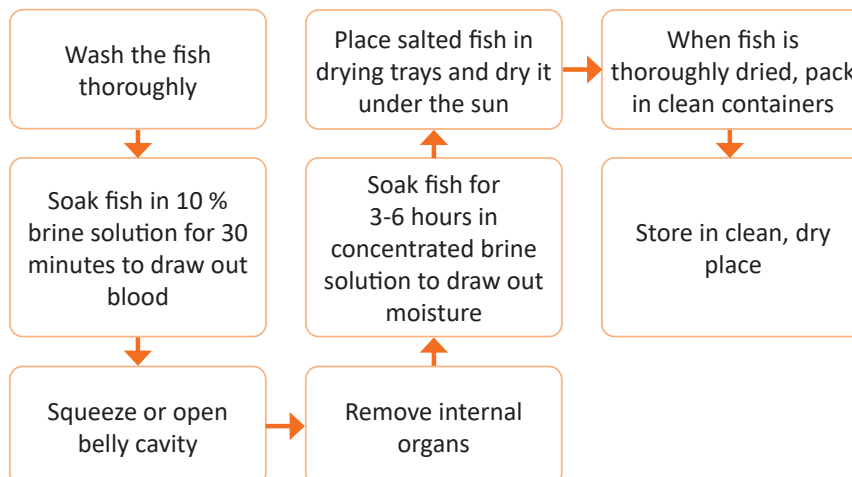 Wash the fish
thoroughly
Soak fish in 10 %
brine solution for 30
minutes to draw out
blood
Squeeze or open
belly cavity
Remove internal
organs
Soak fish for
3-6 hours in
concentrated brine
solution to draw out
moisture
Place salted fish in
drying trays and dry it
under the sun
When fish is
thoroughly dried, pack
in clean containers
Store in clean, dry
place